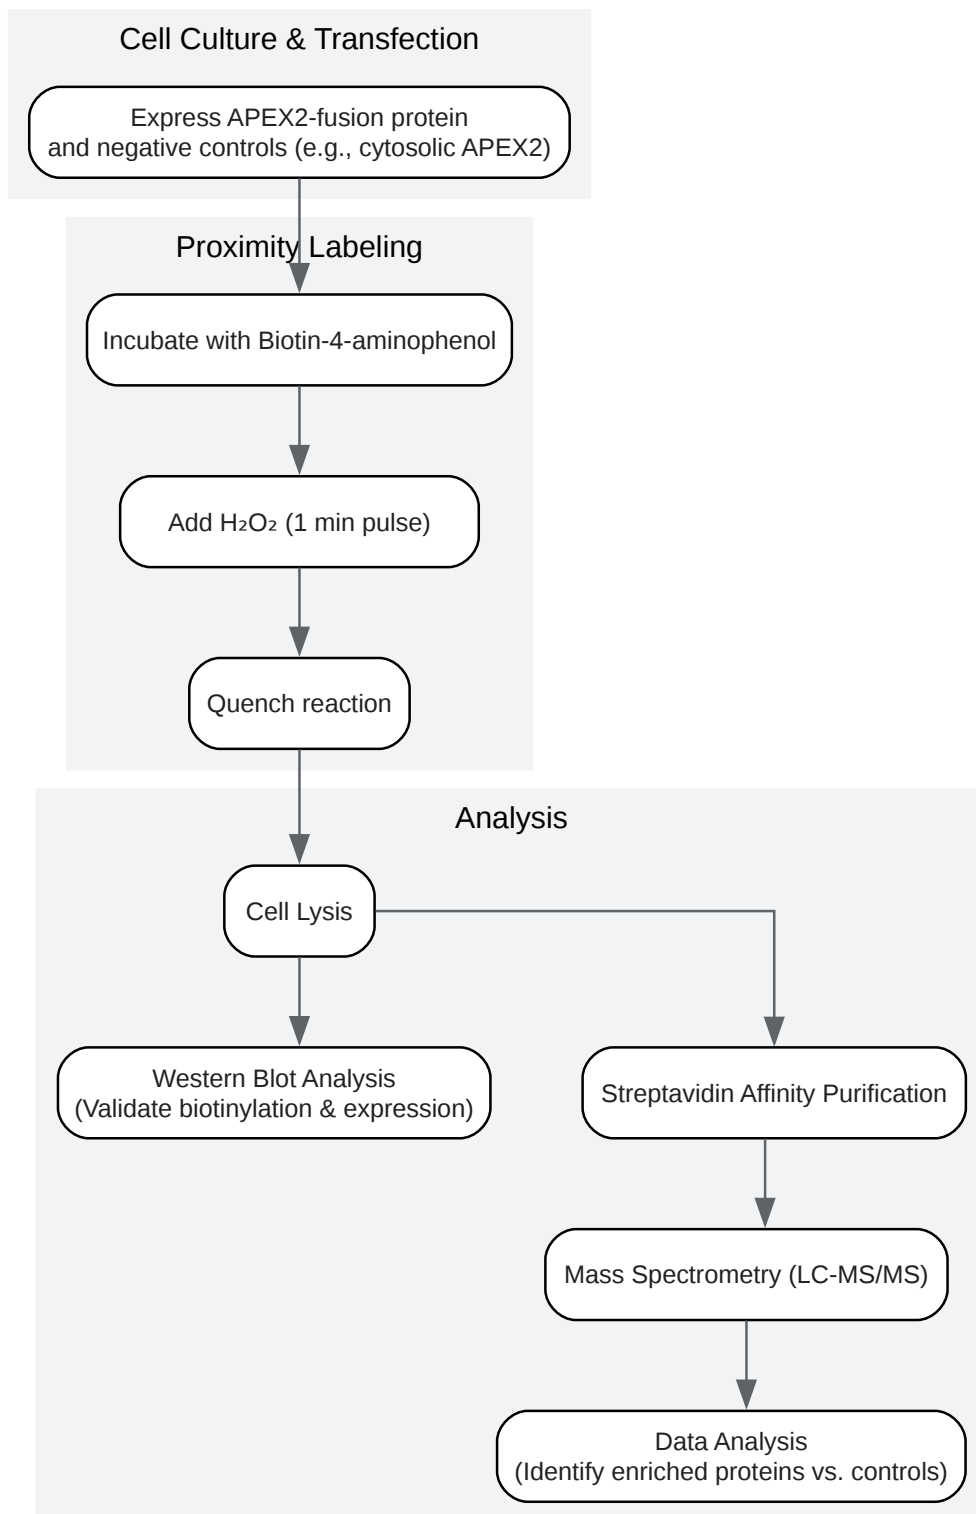 Cell Culture & Transfection
Express APEX2-fusion protein
and negative controls (e.g., cytosolic APEX2)
Proximity Labeling
Incubate with Biotin-4-aminophenol
Add H₂O₂ (1 min pulse)
Quench reaction
Analysis
Cell Lysis
Western Blot Analysis
(Validate biotinylation & expression)
Streptavidin Affinity Purification
Mass Spectrometry (LC-MS/MS)
Data Analysis
(Identify enriched proteins vs. controls)